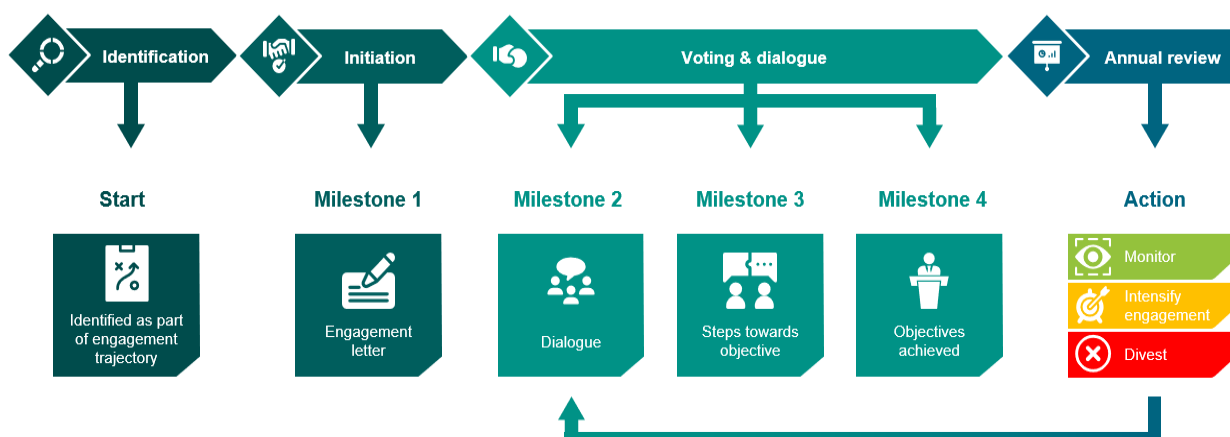 Identification
Initiation
Voting & dialogue
Annual review
Start
Milestone 1
Milestone 2
Milestone 3
Milestone 4
Action
Identified as part
of engagement
trajectory
Engagement
letter
Dialogue
Steps towards
objective
Objectives
achieved
Monitor
Intensify
engagement
Divest